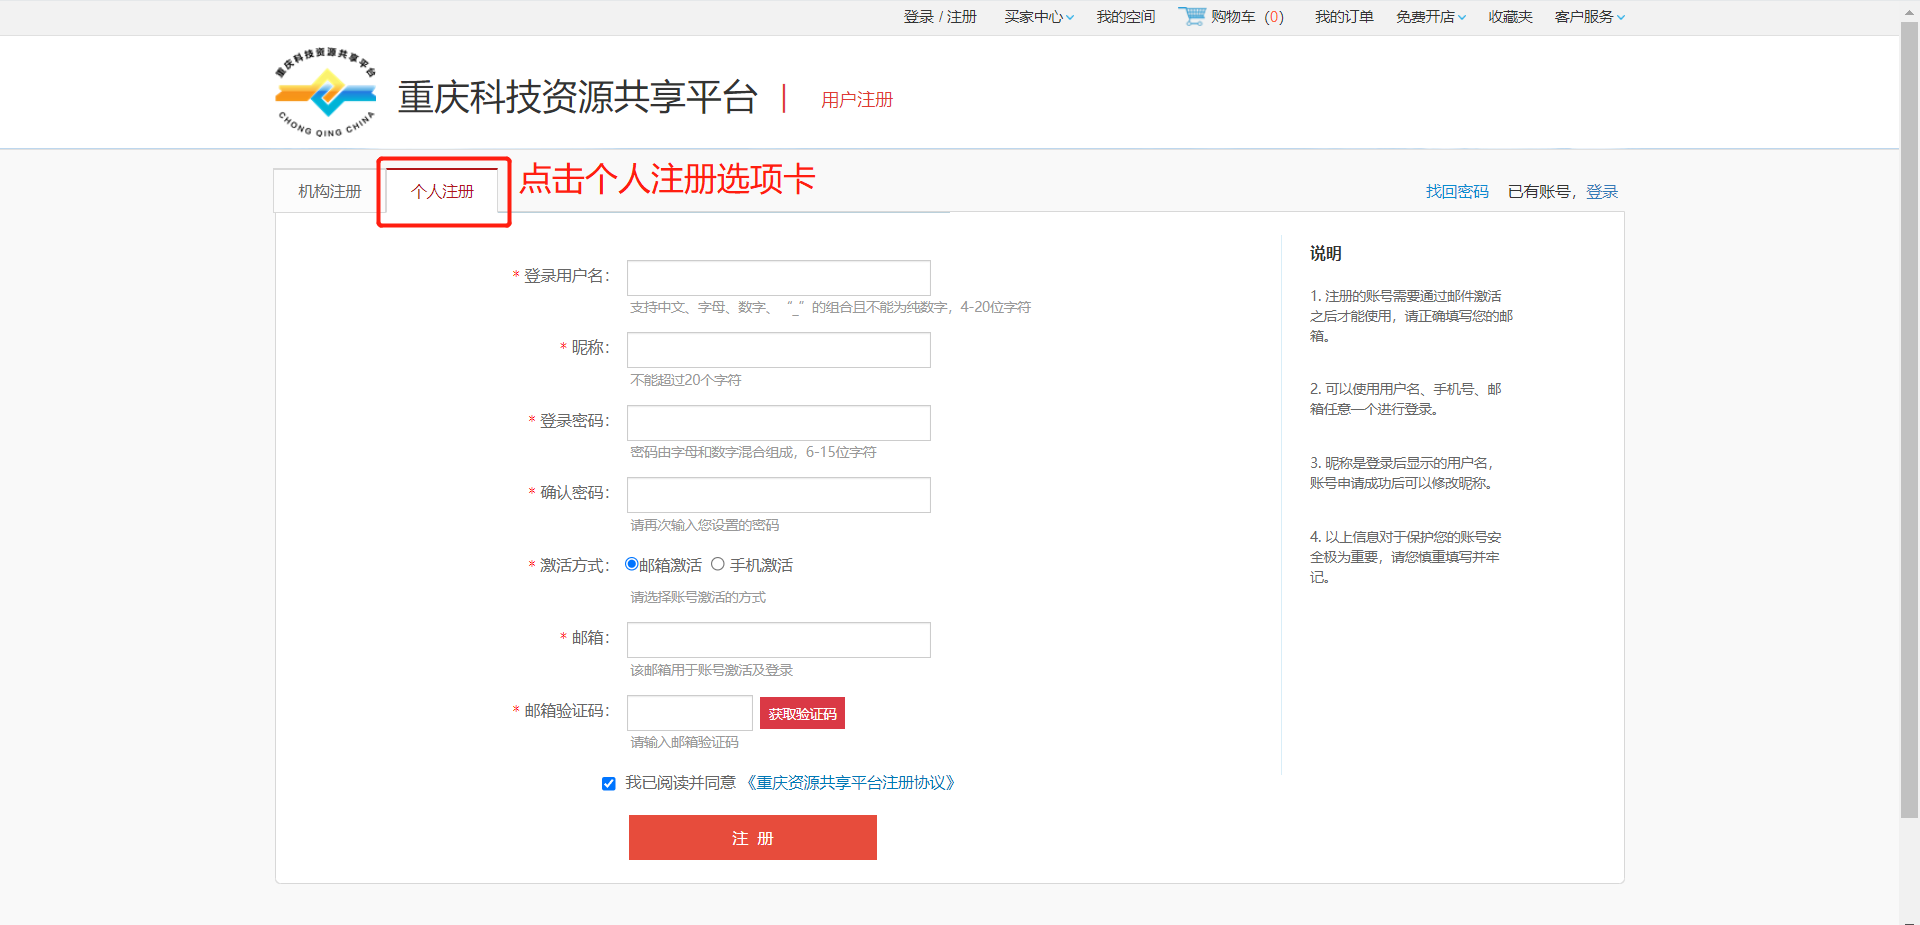 登录 / 注册 买家中心 我的空间 购物车 (0) 我的订单 免费开店 收藏夹 客户服务
重庆科技资源共享平台
CHONG QING CHINA
重庆科技资源共享平台 | 用户注册
机构注册 个人注册 点击个人注册选项卡
找回密码 已有账号，登录
* 登录用户名：
支持中文、字母、数字、“_”的组合且不能为纯数字，4-20位字符
* 昵称：
不能超过20个字符
* 登录密码：
密码由字母和数字混合组成，6-15位字符
* 确认密码：
请再次输入您设置的密码
* 激活方式： 邮箱激活 手机激活
请选择账号激活的方式
* 邮箱：
该邮箱用于账号激活及登录
* 邮箱验证码： 获取验证码
请输入邮箱验证码
我已阅读并同意 《重庆资源共享平台注册协议》
注 册
说明
1. 注册的账号需要通过邮件激活
之后才能使用，请正确填写您的邮
箱。
2. 可以使用用户名、手机号、邮
箱任意一个进行登录。
3. 昵称是登录后显示的用户名，
账号申请成功后可以修改昵称。
4. 以上信息对于保护您的账号安
全极为重要，请您慎重填写并牢
记。